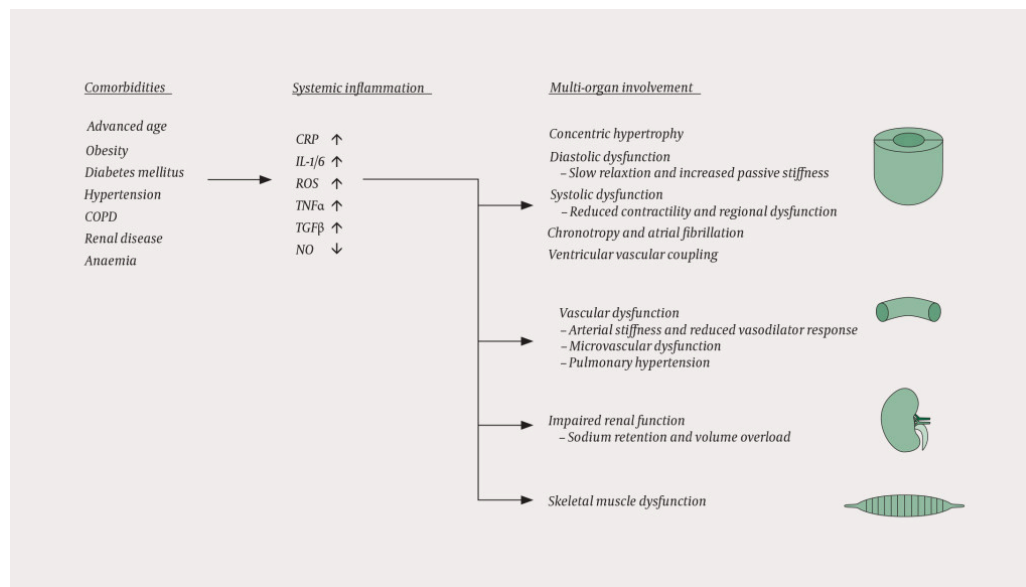 Comorbidities
Advanced age
Obesity
Diabetes mellitus
Hypertension
COPD
Renal disease
Anaemia
Systemic inflammation
CRP ↑
IL-1/6 ↑
ROS ↑
TNFα ↑
TGFβ ↑
NO ↓
Multi-organ involvement
Concentric hypertrophy
Diastolic dysfunction
– Slow relaxtion and increased passive stiffness
Systolic dysfunction
– Reduced contractility and regional dysfunction
Chronotropy and atrial fibrillation
Ventricular vascular coupling
Vascular dysfunction
– Arterial stiffness and reduced vasodilator response
– Microvascular dysfunction
– Pulmonary hypertension
Impaired renal function
– Sodium retention and volume overload
Skeletal muscle dysfunction